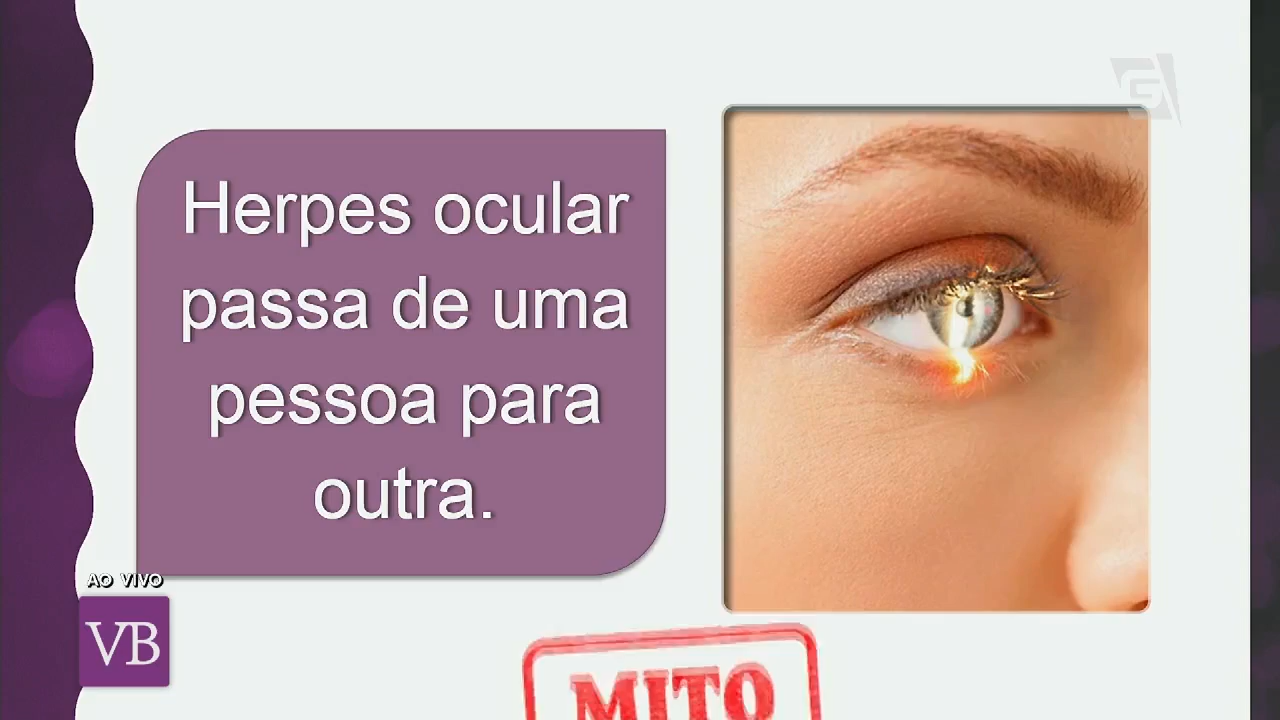 Herpes ocular
passa de uma
pessoa para
outra.
AO VIVO
VB
MITO